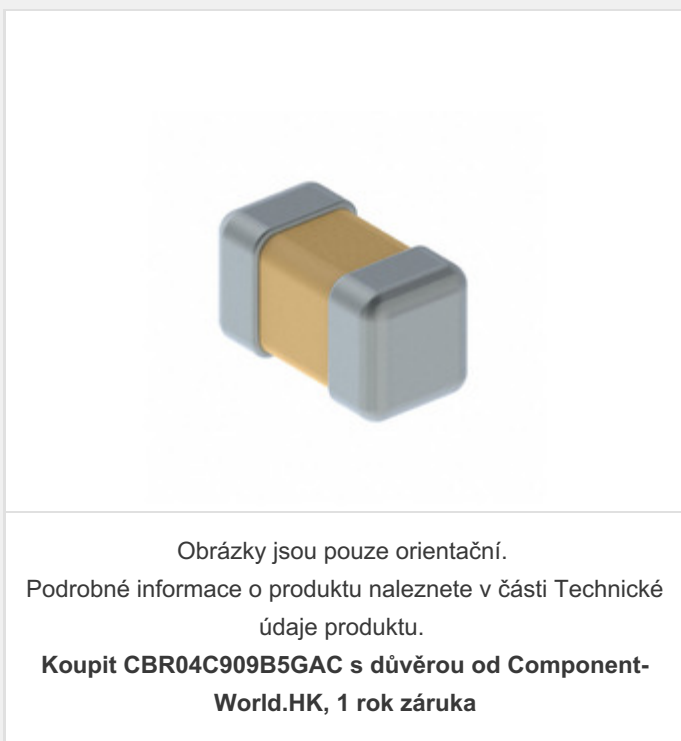 Obrázky jsou pouze orientační.
Podrobné informace o produktu naleznete v části Technické
údaje produktu.
Koupit CBR04C909B5GAC s důvěrou od Component-
World.HK, 1 rok záruka